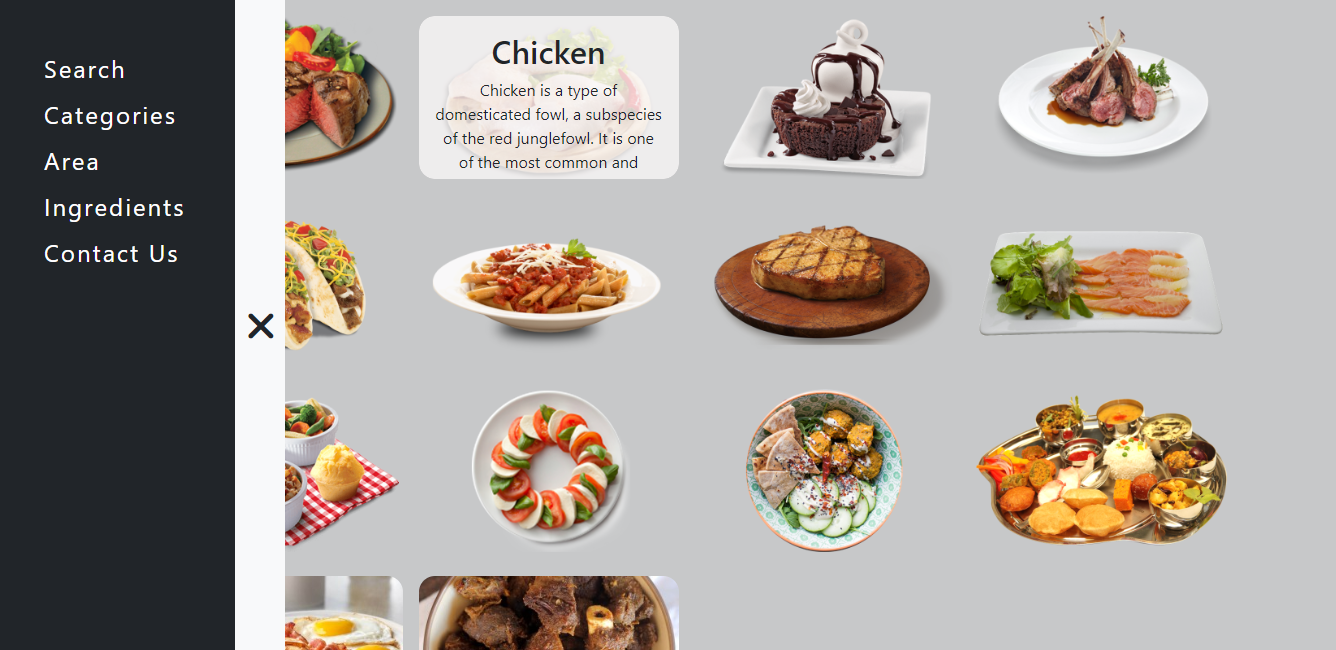 Search
Categories
Area
Ingredients
Contact Us
Chicken
Chicken is a type of
domesticated fowl, a subspecies
of the red junglefowl. It is one
of the most common and